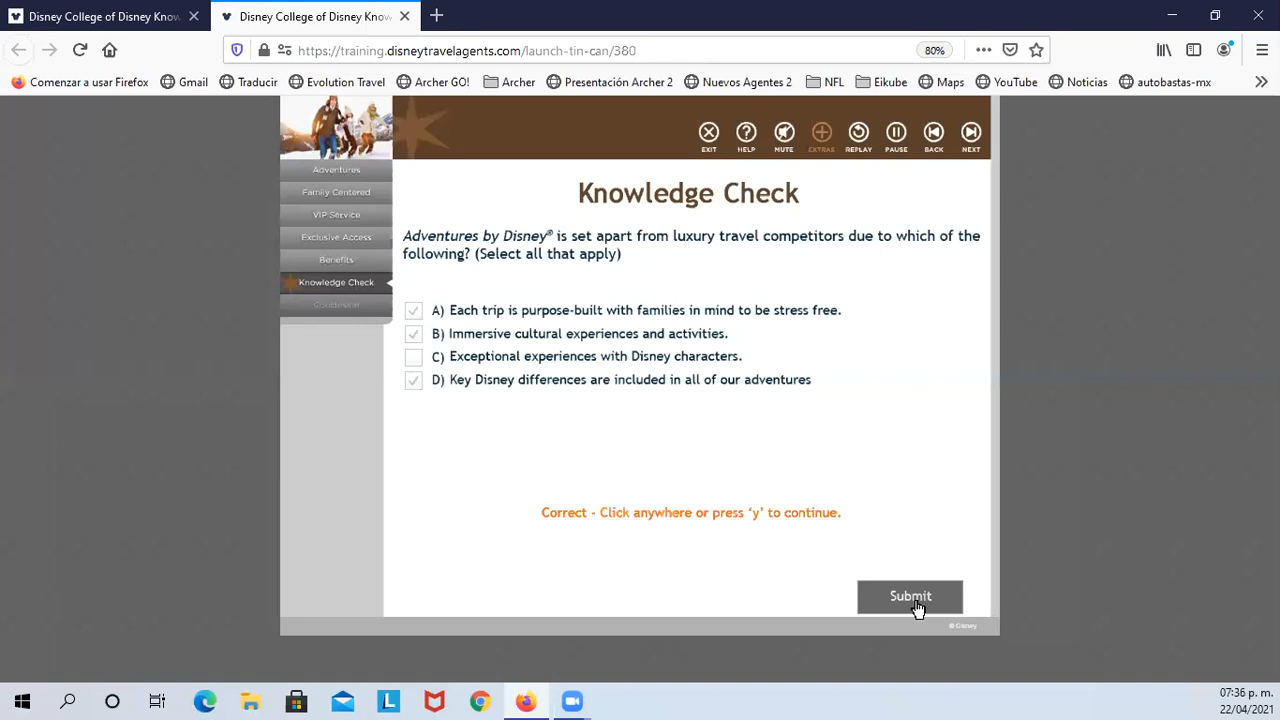 Disney College of Disney Know
Disney College of Disney Know
https://training.disneytravelagents.com/launch-tin-can/380
80%
Comenzar a usar Firefox
Gmail
Traducir
Evolution Travel
Archer GO!
Archer
Presentación Archer 2
Nuevos Agentes 2
NFL
Eikube
Maps
YouTube
Noticias
autobastas-mx
EXIT
HELP
MUTE
EXTRAS
REPLAY
PAUSE
BACK
NEXT
Adventures
Family Centered
VIP Service
Exclusive Access
Benefits
Knowledge Check
Conclusion
Knowledge Check
Adventures by Disney® is set apart from luxury travel competitors due to which of the
following? (Select all that apply)
A) Each trip is purpose-built with families in mind to be stress free.
B) Immersive cultural experiences and activities.
C) Exceptional experiences with Disney characters.
D) Key Disney differences are included in all of our adventures
Correct - Click anywhere or press ‘y’ to continue.
Submit
© Disney
07:36 p. m.
22/04/2021